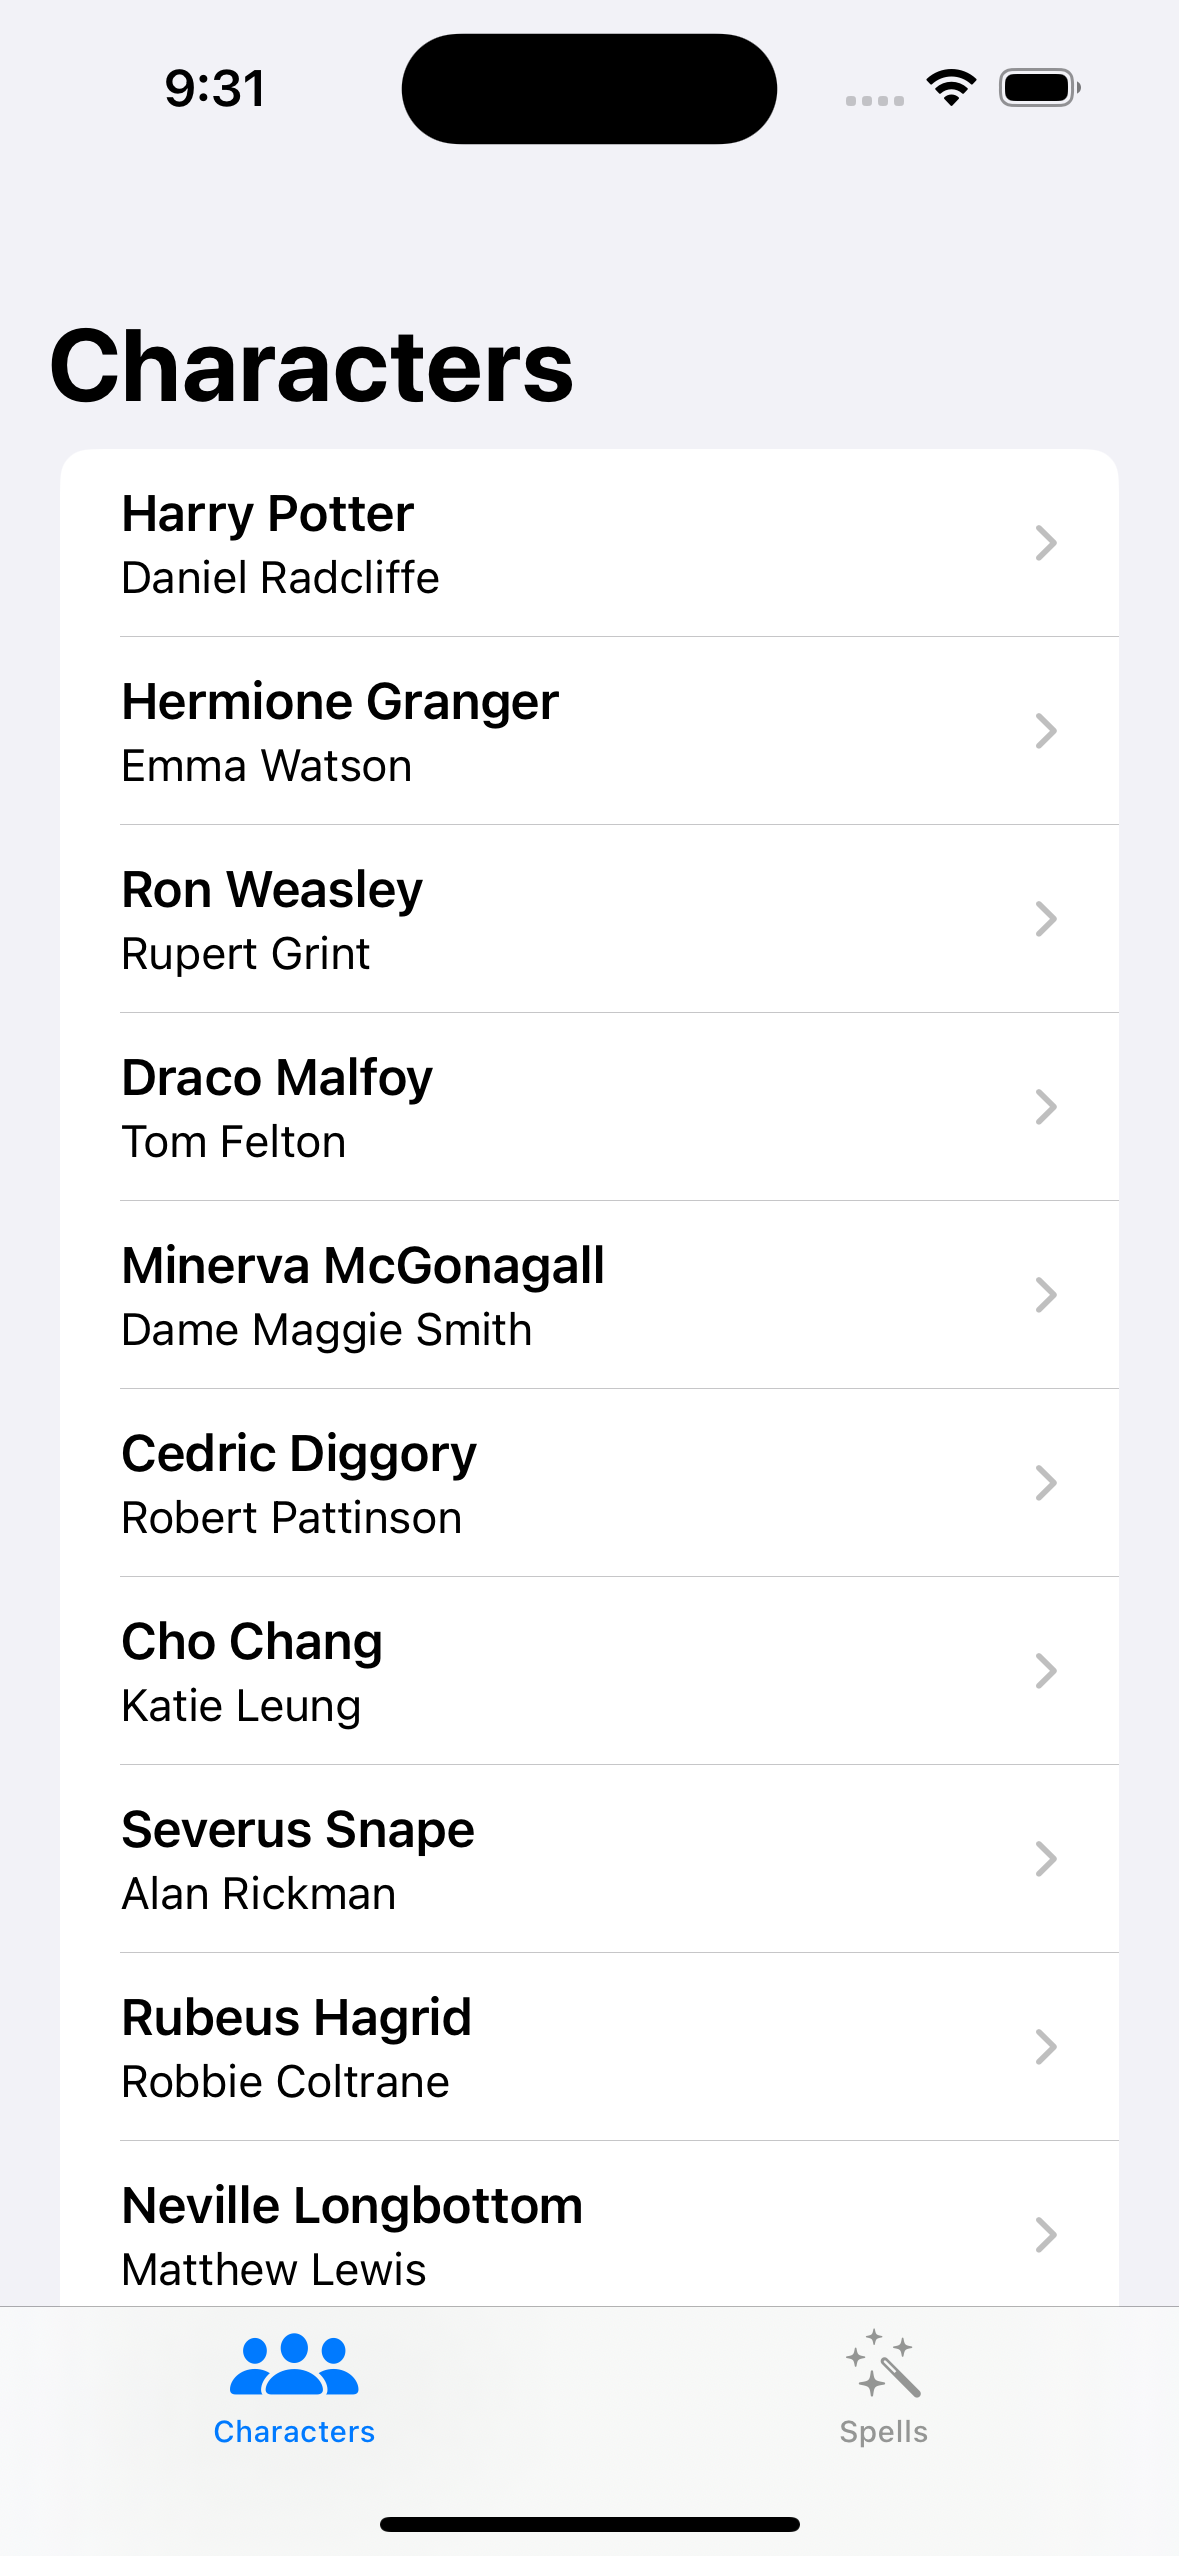 9:31
Characters
Harry Potter
Daniel Radcliffe
Hermione Granger
Emma Watson
Ron Weasley
Rupert Grint
Draco Malfoy
Tom Felton
Minerva McGonagall
Dame Maggie Smith
Cedric Diggory
Robert Pattinson
Cho Chang
Katie Leung
Severus Snape
Alan Rickman
Rubeus Hagrid
Robbie Coltrane
Neville Longbottom
Matthew Lewis
Characters
Spells